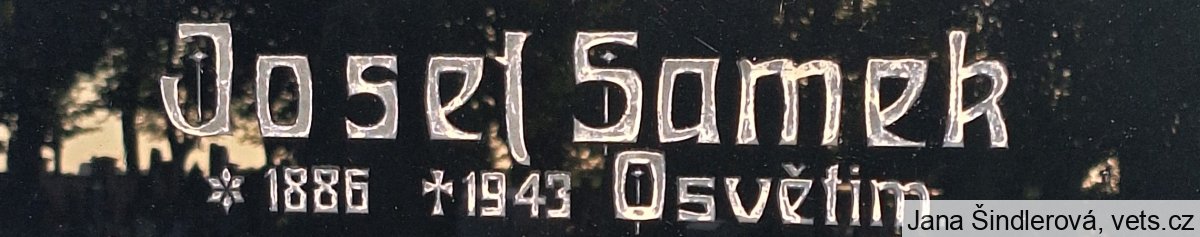 Josef Samek
* 1886 ✝ 1943 Osvětim
Jana Šindlerová, vets.cz